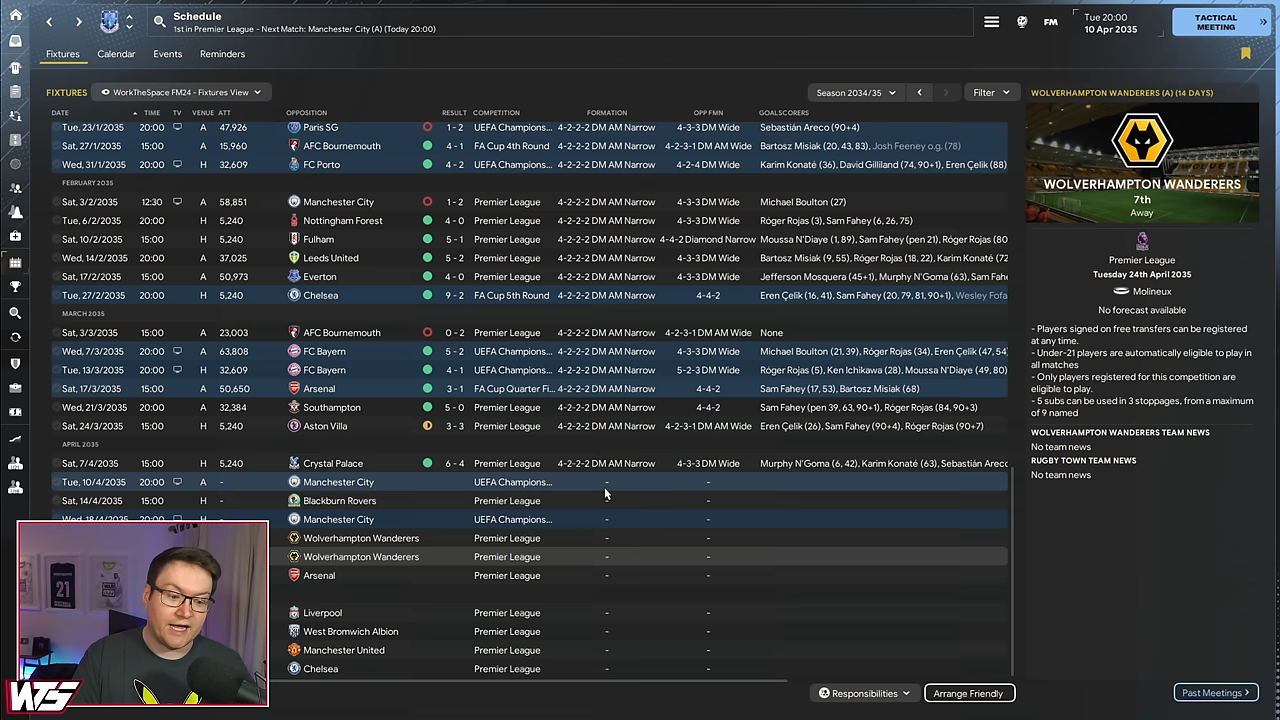 Schedule
1st in Premier League - Next Match: Manchester City (A) (Today 20:00)
FM
Tue 20:00
10 Apr 2035
TACTICAL MEETING
Fixtures Calendar Events Reminders
FIXTURES WorkTheSpace FM24 - Fixtures View Season 2034/35 Filter
DATE TIME TV VENUE ATT OPPOSITION RESULT COMPETITION FORMATION OPP FMN GOALSCORERS
Tue, 23/1/2035 20:00 A 47,926 Paris SG 1 - 2 UEFA Champions... 4-2-2-2 DM AM Narrow 4-3-3 DM Wide Sebastián Areco (90+4)
Sat, 27/1/2035 15:00 A 15,960 AFC Bournemouth 4 - 1 FA Cup 4th Round 4-2-2-2 DM AM Narrow 4-2-3-1 DM AM Wide Bartosz Misiak (20, 43, 83), Josh Feeney o.g. (78)
Wed, 31/1/2035 20:00 H 32,609 FC Porto 4 - 2 UEFA Champions... 4-2-2-2 DM AM Narrow 4-2-4 DM Wide Karim Konaté (36), David Gilliland (74, 90+1), Eren Çelik (88)
FEBRUARY 2035
Sat, 3/2/2035 12:30 A 58,851 Manchester City 1 - 2 Premier League 4-2-2-2 DM AM Narrow 4-3-3 DM Wide Michael Boulton (27)
Tue, 6/2/2035 20:00 H 5,240 Nottingham Forest 4 - 0 Premier League 4-2-2-2 DM AM Narrow 4-3-3 DM Wide Róger Rojas (3), Sam Fahey (6, 26, 75)
Sat, 10/2/2035 15:00 H 5,240 Fulham 5 - 1 Premier League 4-2-2-2 DM AM Narrow 4-4-2 Diamond Narrow Moussa N'Diaye (1, 89), Sam Fahey (pen 21), Róger Rojas (80
Wed, 14/2/2035 20:00 A 37,025 Leeds United 5 - 2 Premier League 4-2-2-2 DM AM Narrow 4-3-3 DM Wide Bartosz Misiak (9, 55), Róger Rojas (18, 22), Karim Konaté (72
Sat, 17/2/2035 15:00 A 50,973 Everton 4 - 0 Premier League 4-2-2-2 DM AM Narrow 4-3-3 DM Wide Jefferson Mosquera (45+1), Murphy N'Goma (63), Sam Fahe
Tue, 27/2/2035 20:00 H 5,240 Chelsea 9 - 2 FA Cup 5th Round 4-2-2-2 DM AM Narrow 4-4-2 Eren Çelik (16, 41), Sam Fahey (20, 79, 81, 90+1), Wesley Fofa
MARCH 2035
Sat, 3/3/2035 15:00 A 23,003 AFC Bournemouth 0 - 2 Premier League 4-2-2-2 DM AM Narrow 4-2-3-1 DM AM Wide None
Wed, 7/3/2035 20:00 A 63,808 FC Bayern 5 - 2 UEFA Champions... 4-2-2-2 DM AM Narrow 4-3-3 DM Wide Michael Boulton (21, 39), Róger Rojas (34), Eren Çelik (47, 54
Tue, 13/3/2035 20:00 H 32,609 FC Bayern 4 - 1 UEFA Champions... 4-2-2-2 DM AM Narrow 5-2-3 DM Wide Róger Rojas (5), Ken Ichikawa (28), Moussa N'Diaye (49, 80)
Sat, 17/3/2035 15:00 A 50,650 Arsenal 3 - 1 FA Cup Quarter Fi... 4-2-2-2 DM AM Narrow 4-4-2 Sam Fahey (17, 53), Bartosz Misiak (68)
Wed, 21/3/2035 20:00 A 32,384 Southampton 5 - 0 Premier League 4-2-2-2 DM AM Narrow 4-4-2 Sam Fahey (pen 39, 63, 90+1), Róger Rojas (84, 90+3)
Sat, 24/3/2035 15:00 H 5,240 Aston Villa 3 - 3 Premier League 4-2-2-2 DM AM Narrow 4-2-3-1 DM AM Wide Eren Çelik (26), Sam Fahey (90+4), Róger Rojas (90+7)
APRIL 2035
Sat, 7/4/2035 15:00 H 5,240 Crystal Palace 6 - 4 Premier League 4-2-2-2 DM AM Narrow 4-3-3 DM Wide Murphy N'Goma (6, 42), Karim Konaté (63), Sebastián Areco
Tue, 10/4/2035 20:00 A - Manchester City UEFA Champions... - -
Sat, 14/4/2035 15:00 H - Blackburn Rovers Premier League - -
Wed, 18/4/2035 20:00 H - Manchester City UEFA Champions... - -
Wolverhampton Wanderers Premier League - -
Wolverhampton Wanderers Premier League - -
Arsenal Premier League - -
Liverpool Premier League - -
West Bromwich Albion Premier League - -
Manchester United Premier League - -
Chelsea Premier League - -
Responsibilities Arrange Friendly
WOLVERHAMPTON WANDERERS (A) (14 DAYS)
WOLVERHAMPTON WANDERERS
7th
Away
Premier League
Tuesday 24th April 2035
Molineux
No forecast available
- Players signed on free transfers can be registered
at any time.
- Under-21 players are automatically eligible to play in
all matches
- Only players registered for this competition are
eligible to play.
- 5 subs can be used in 3 stoppages, from a maximum
of 9 named
WOLVERHAMPTON WANDERERS TEAM NEWS
No team news
RUGBY TOWN TEAM NEWS
No team news
Past Meetings
21
WTS